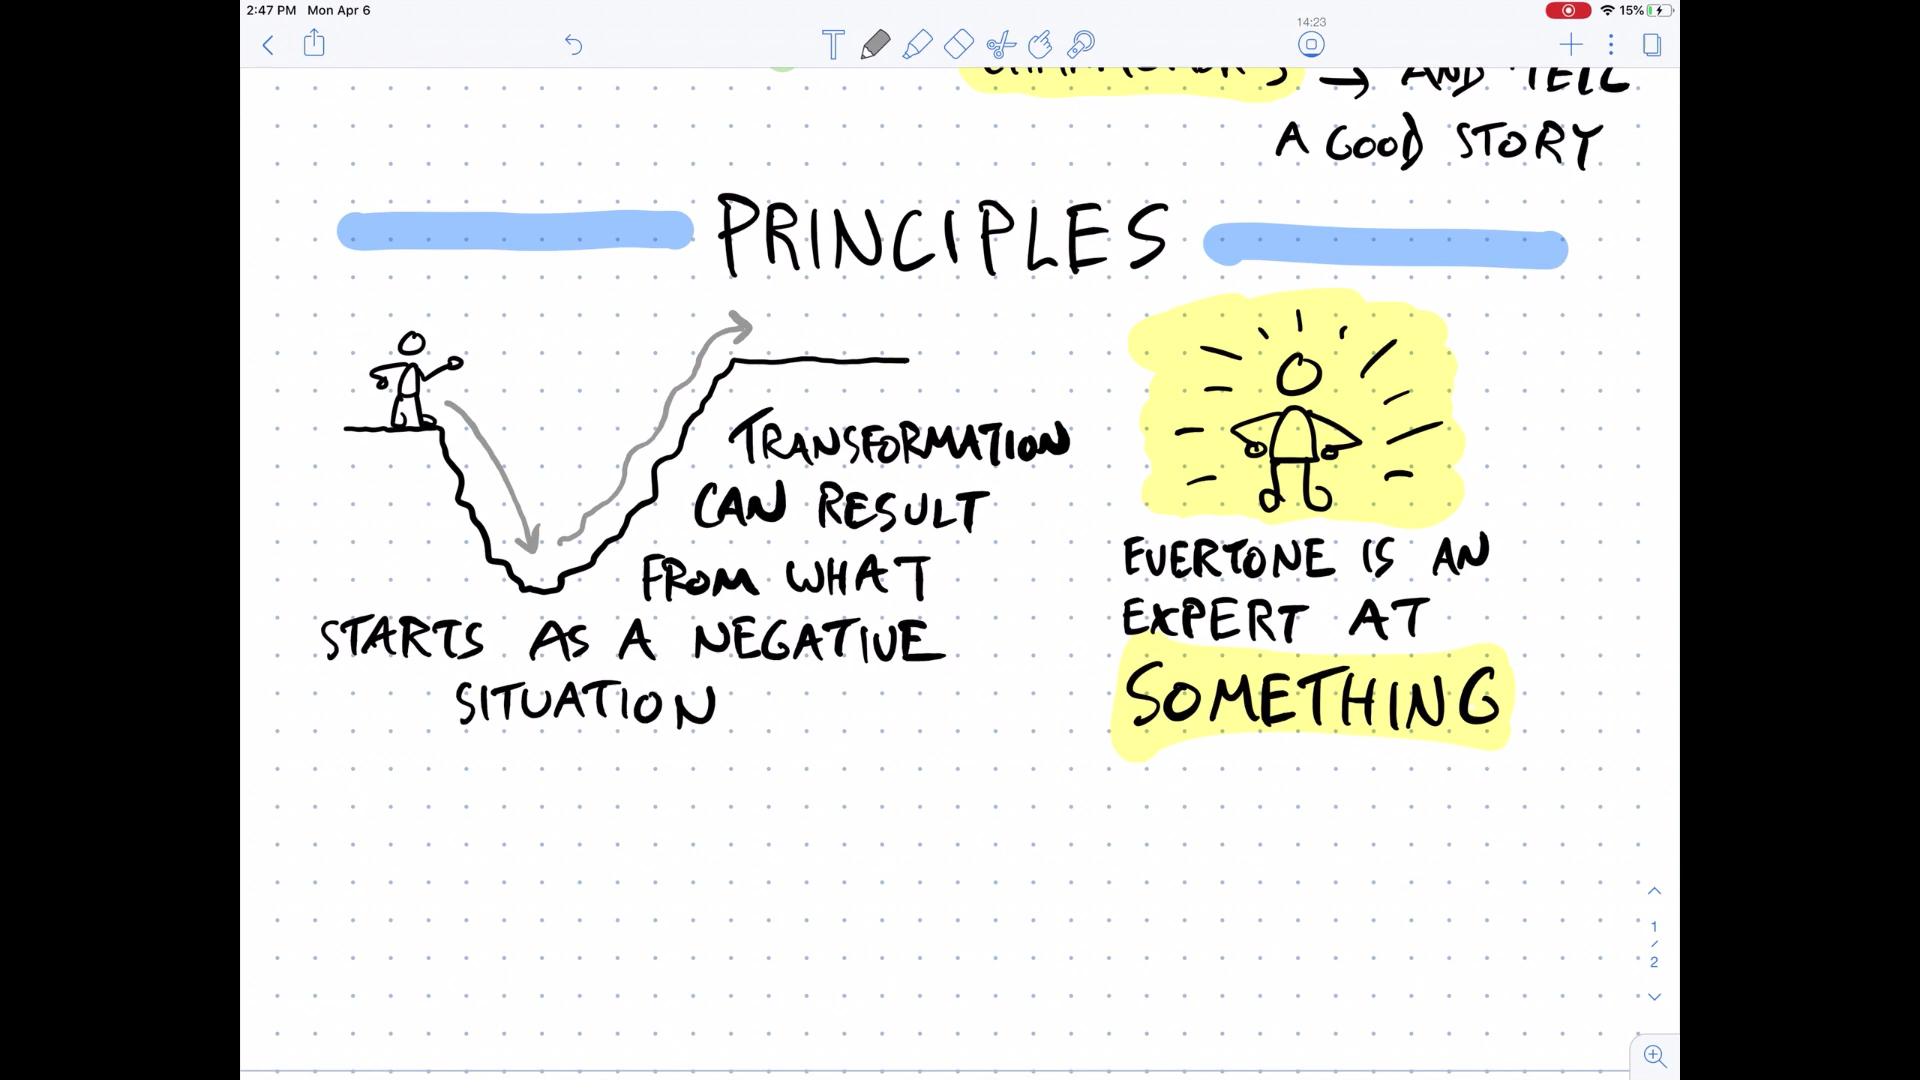 2:47 PM Mon Apr 6
15%
14:23
→ AND TELL
A GOOD STORY
PRINCIPLES
TRANSFORMATION
CAN RESULT
FROM WHAT
STARTS AS A NEGATIVE
SITUATION
EVERYONE IS AN
EXPERT AT
SOMETHING
1
/
2